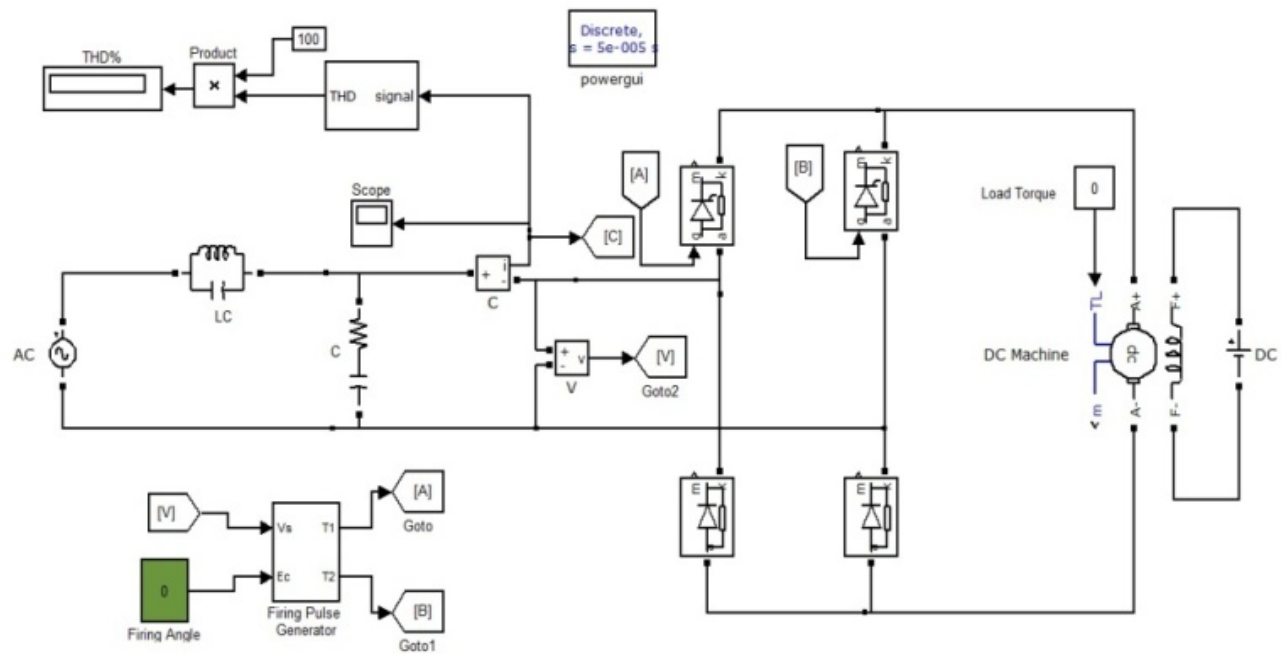 Discrete,
s = 5e-005 s
powergui
THD%
Product
100
×
THD signal
[A]
[B]
m k
g a
m k
g a
Load Torque
0
Scope
[C]
+ i -
C
LC
AC
C
+ v -
V
[V]
Goto2
TL A+ F+
DC Machine
dc
DC
m A- F-
m k
a
m k
a
[V]
Vs T1
Ec T2
Firing Pulse
Generator
0
Firing Angle
[A]
Goto
[B]
Goto1